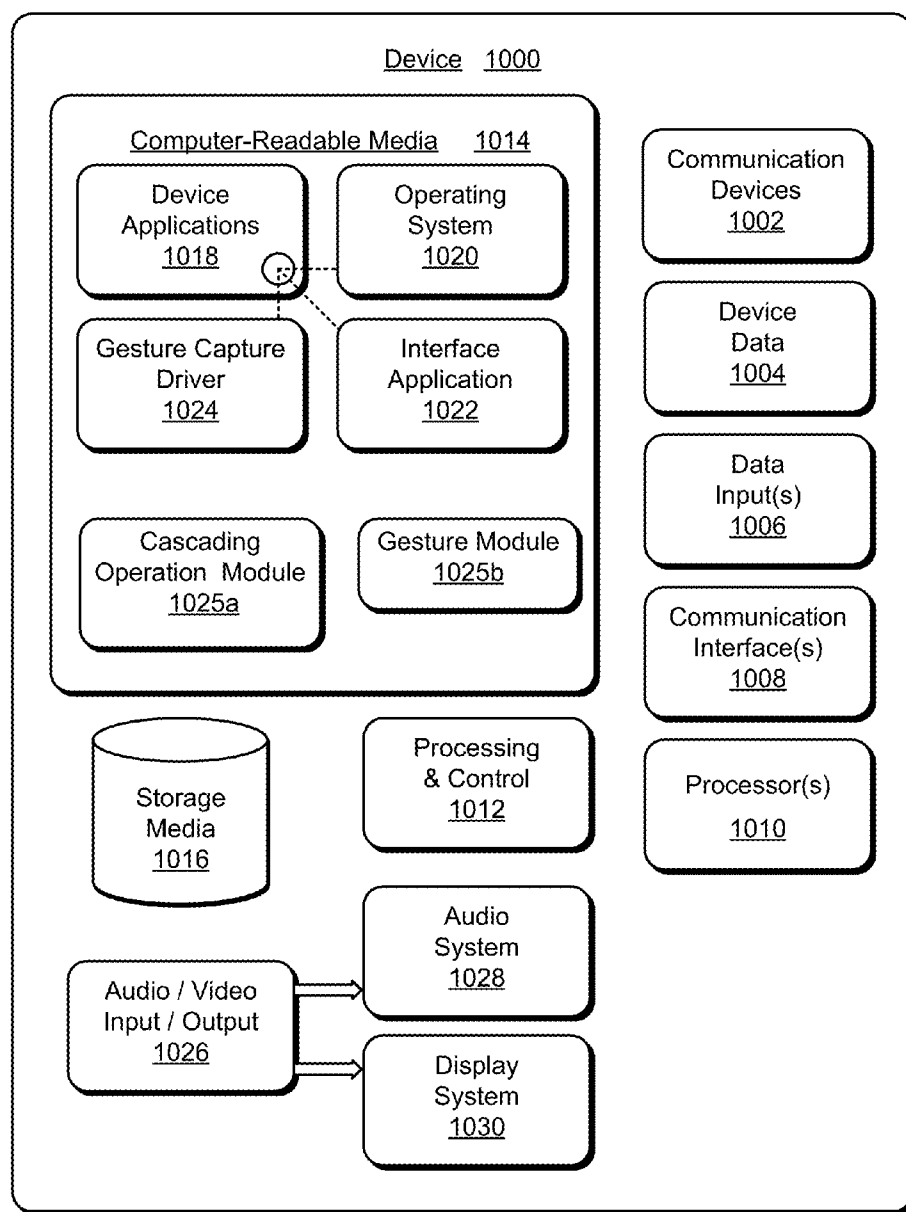 Device 1000
Computer-Readable Media 1014
Device
Applications
1018
Operating
System
1020
Gesture Capture
Driver
1024
Interface
Application
1022
Cascading
Operation Module
1025a
Gesture Module
1025b
Communication
Devices
1002
Device
Data
1004
Data
Input(s)
1006
Communication
Interface(s)
1008
Processor(s)
1010
Storage
Media
1016
Processing
& Control
1012
Audio / Video
Input / Output
1026
Audio
System
1028
Display
System
1030